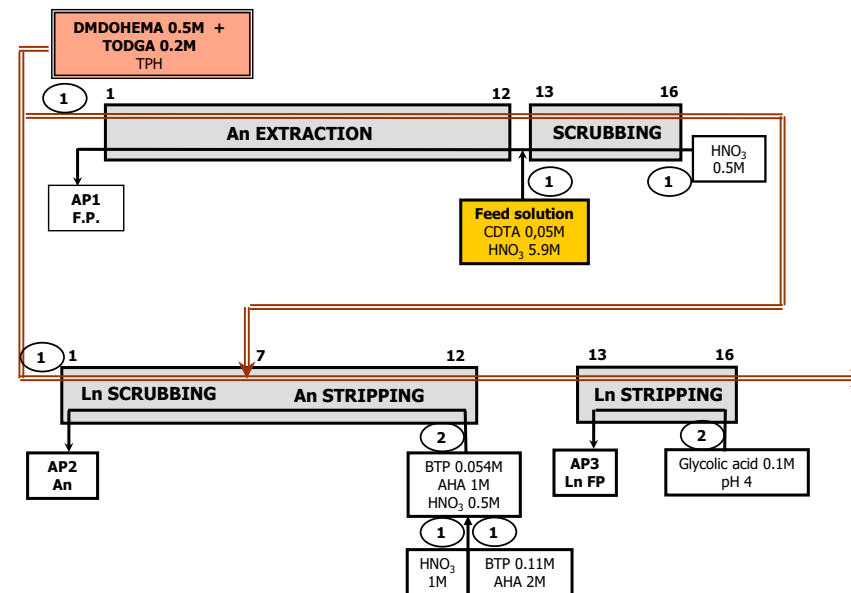 DMDOHEMA 0.5M +
TODGA 0.2M
TPH
1
1
12
13
16
An EXTRACTION
SCRUBBING
HNO₃
0.5M
1
1
AP1
F.P.
Feed solution
CDTA 0,05M
HNO₃ 5.9M
1
1
7
12
13
16
Ln SCRUBBING
An STRIPPING
Ln STRIPPING
2
2
AP2
An
BTP 0.054M
AHA 1M
HNO₃ 0.5M
AP3
Ln FP
Glycolic acid 0.1M
pH 4
1
1
HNO₃
1M
BTP 0.11M
AHA 2M